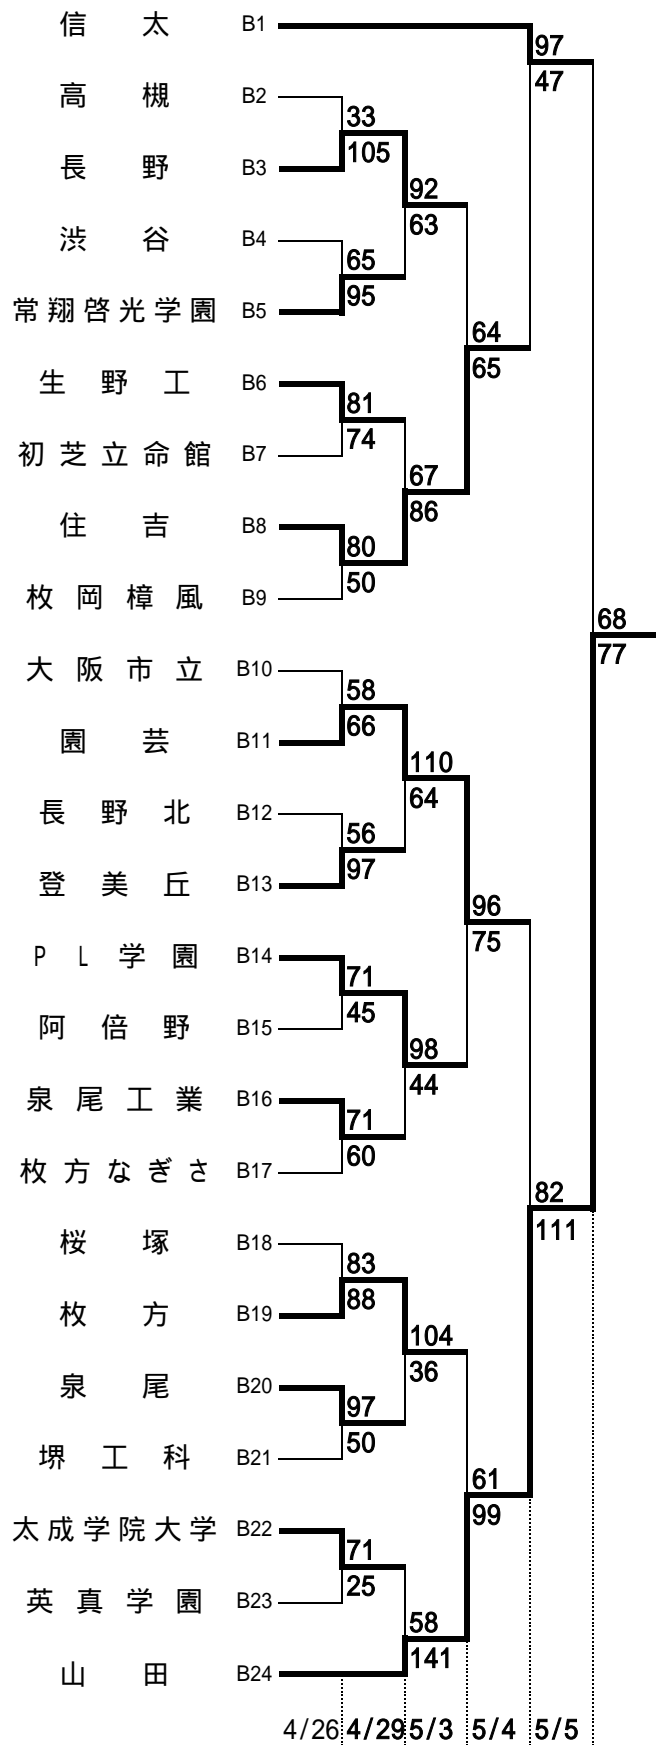 信太 B1
97
47
高槻 B2
33
105
長野 B3
92
63
渋谷 B4
65
95
常翔啓光学園 B5
64
65
生野工 B6
81
74
初芝立命館 B7
67
86
住吉 B8
80
50
枚岡樟風 B9
68
77
大阪市立 B10
58
66
園芸 B11
110
64
長野北 B12
56
97
登美丘 B13
96
75
PL学園 B14
71
45
阿倍野 B15
98
44
泉尾工業 B16
71
60
枚方なぎさ B17
82
111
桜塚 B18
83
88
枚方 B19
104
36
泉尾 B20
97
50
堺工科 B21
61
99
太成学院大学 B22
71
25
英真学園 B23
58
141
山田 B24
4/26 4/29 5/3 5/4 5/5